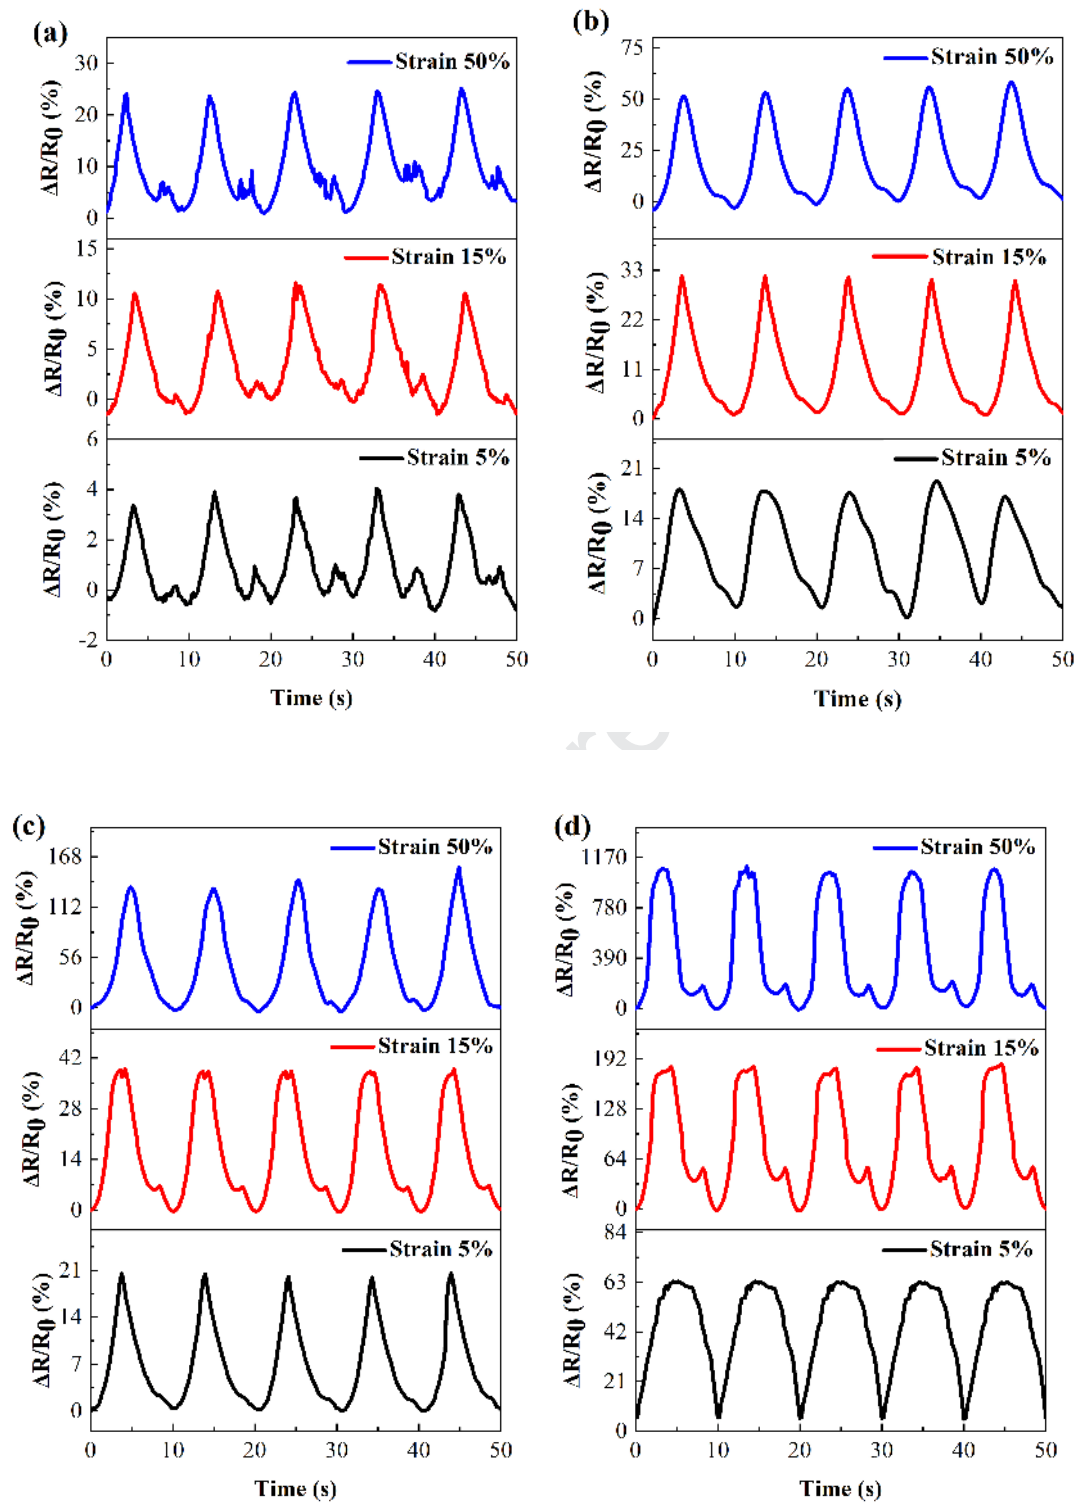 (a)
Strain 50%
30
20
10
0
ΔR/R0 (%)
Strain 15%
15
10
5
0
ΔR/R0 (%)
Strain 5%
6
4
2
0
-2
ΔR/R0 (%)
0 10 20 30 40 50
Time (s)
(b)
Strain 50%
75
50
25
0
ΔR/R0 (%)
Strain 15%
33
22
11
0
ΔR/R0 (%)
Strain 5%
21
14
7
0
ΔR/R0 (%)
0 10 20 30 40 50
Time (s)
(c)
Strain 50%
168
112
56
0
ΔR/R0 (%)
Strain 15%
42
28
14
0
ΔR/R0 (%)
Strain 5%
21
14
7
0
ΔR/R0 (%)
0 10 20 30 40 50
Time (s)
(d)
Strain 50%
1170
780
390
0
ΔR/R0 (%)
Strain 15%
192
128
64
0
ΔR/R0 (%)
Strain 5%
84
63
42
21
0
ΔR/R0 (%)
0 10 20 30 40 50
Time (s)